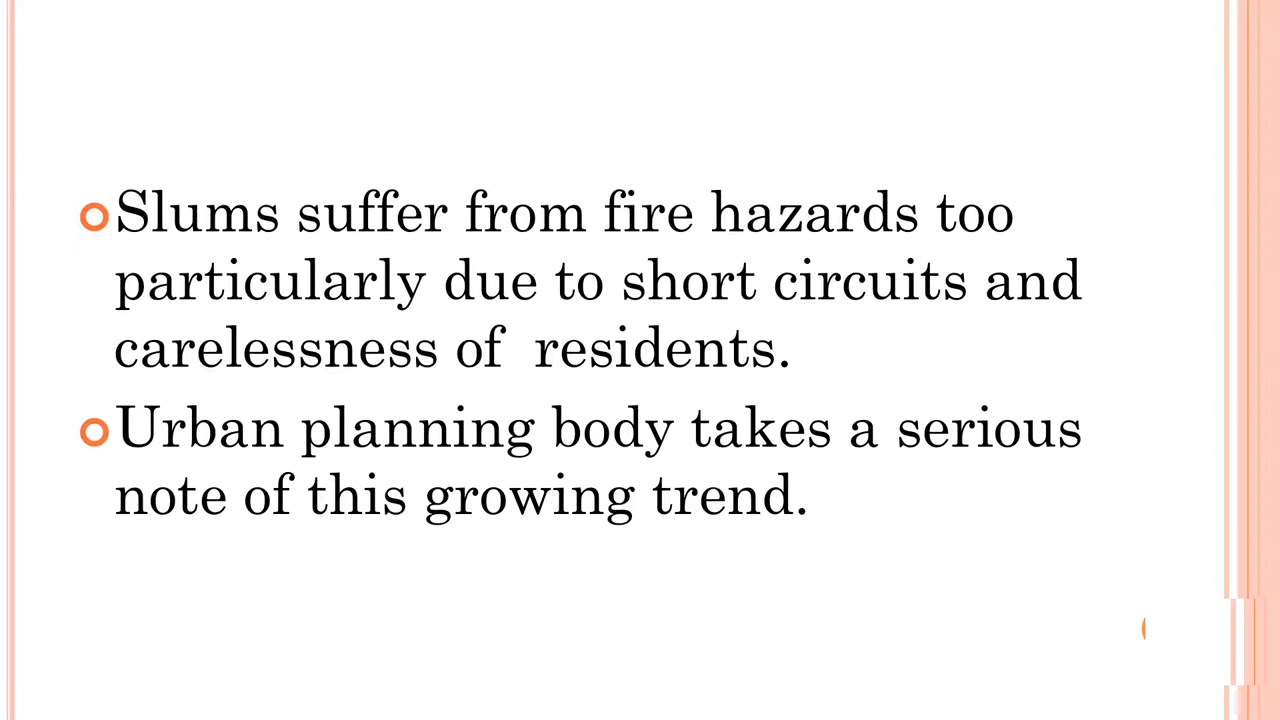 Slums suffer from fire hazards too
particularly due to short circuits and
carelessness of  residents.
Urban planning body takes a serious
note of this growing trend.